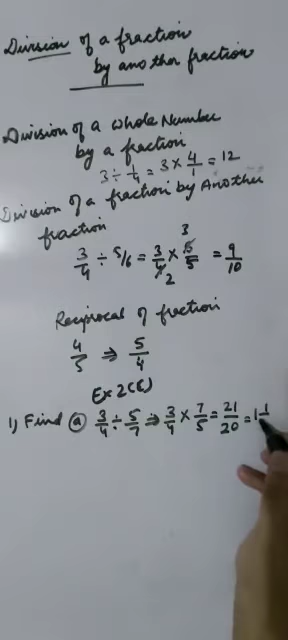 Division of a fraction
by another fraction
Division of a whole Number
by a fraction
3 ÷ 1/4 = 3 × 4/1 = 12
Division of a fraction by Another
fraction
3/4 ÷ 5/6 = 3/4 × 6/5 = 9/10
3
2
Reciprocal of fraction
4/5 ⇒ 5/4
Ex 2(E)
1) Find (a) 3/4 ÷ 5/7 ⇒ 3/4 × 7/5 = 21/20 = 1 1